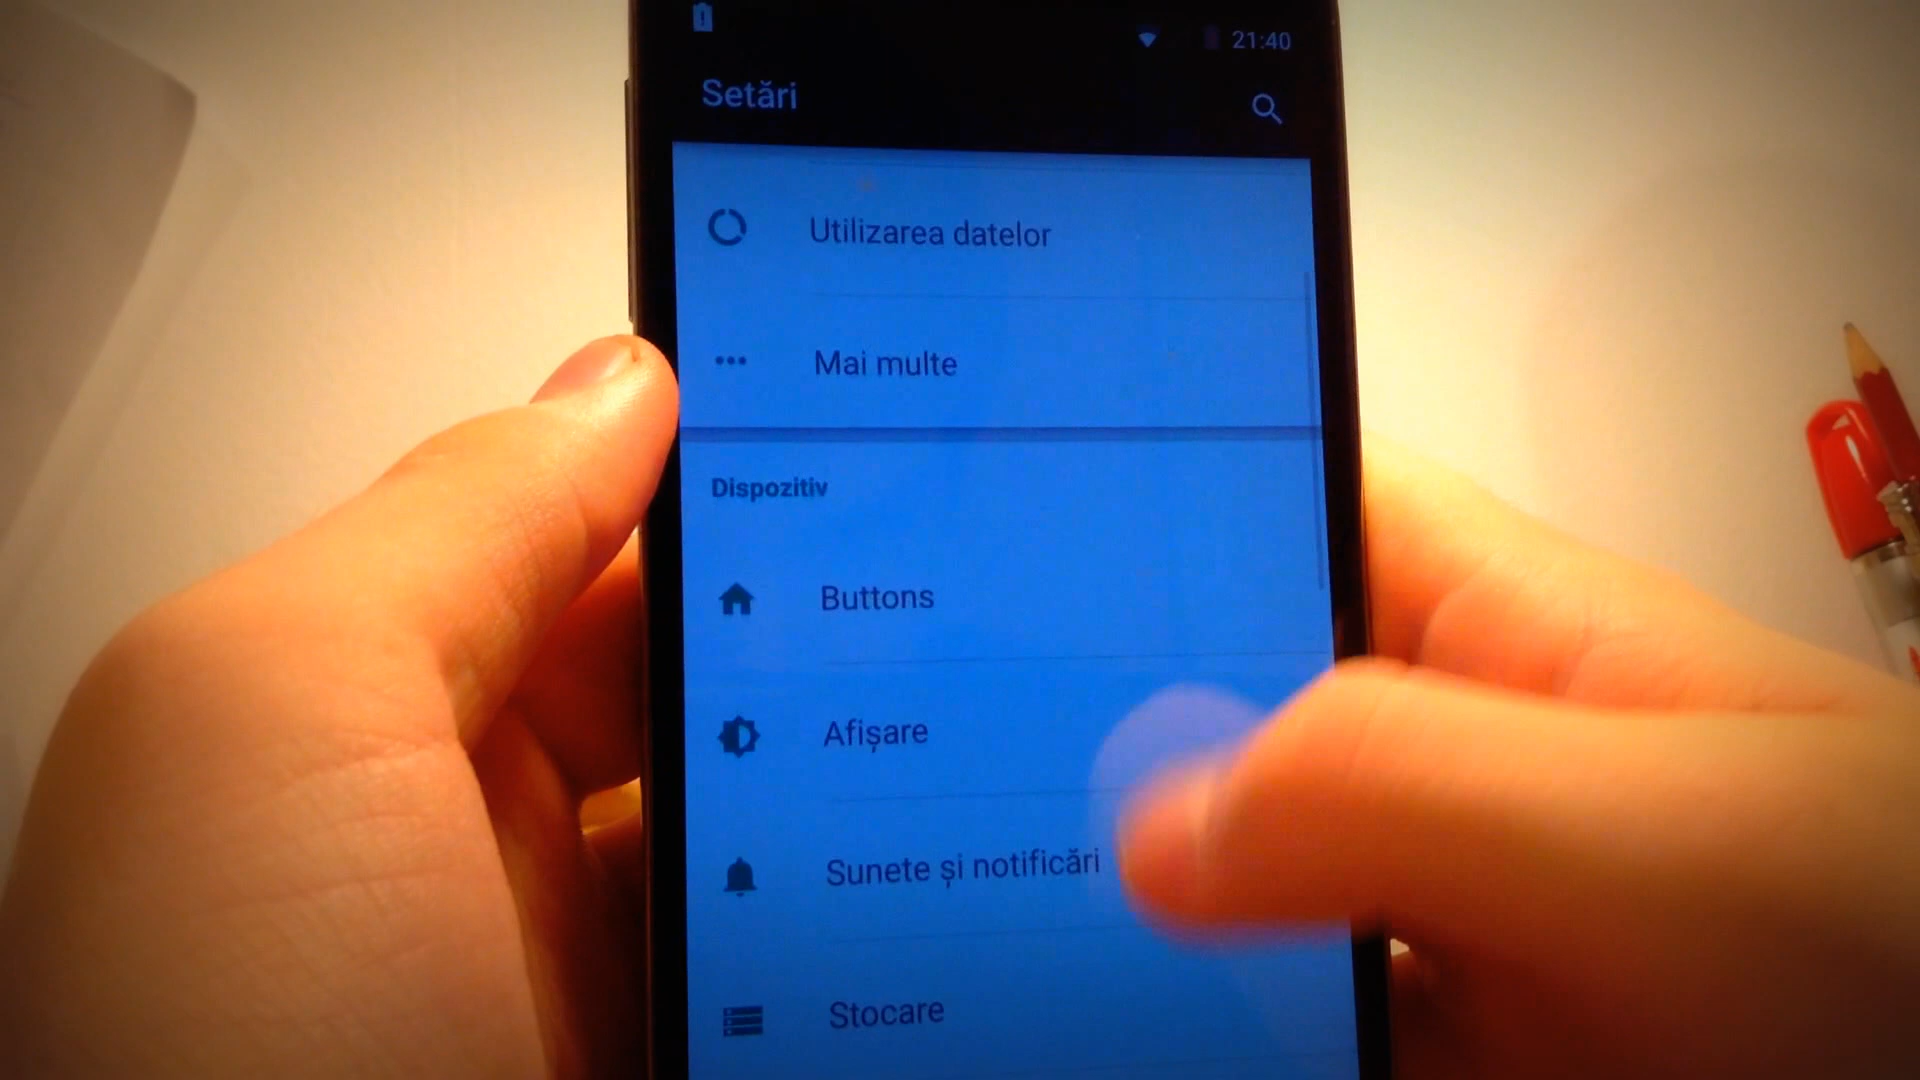 21:40
Setări
Utilizarea datelor
Mai multe
Dispozitiv
Buttons
Afișare
Sunete și notificări
Stocare